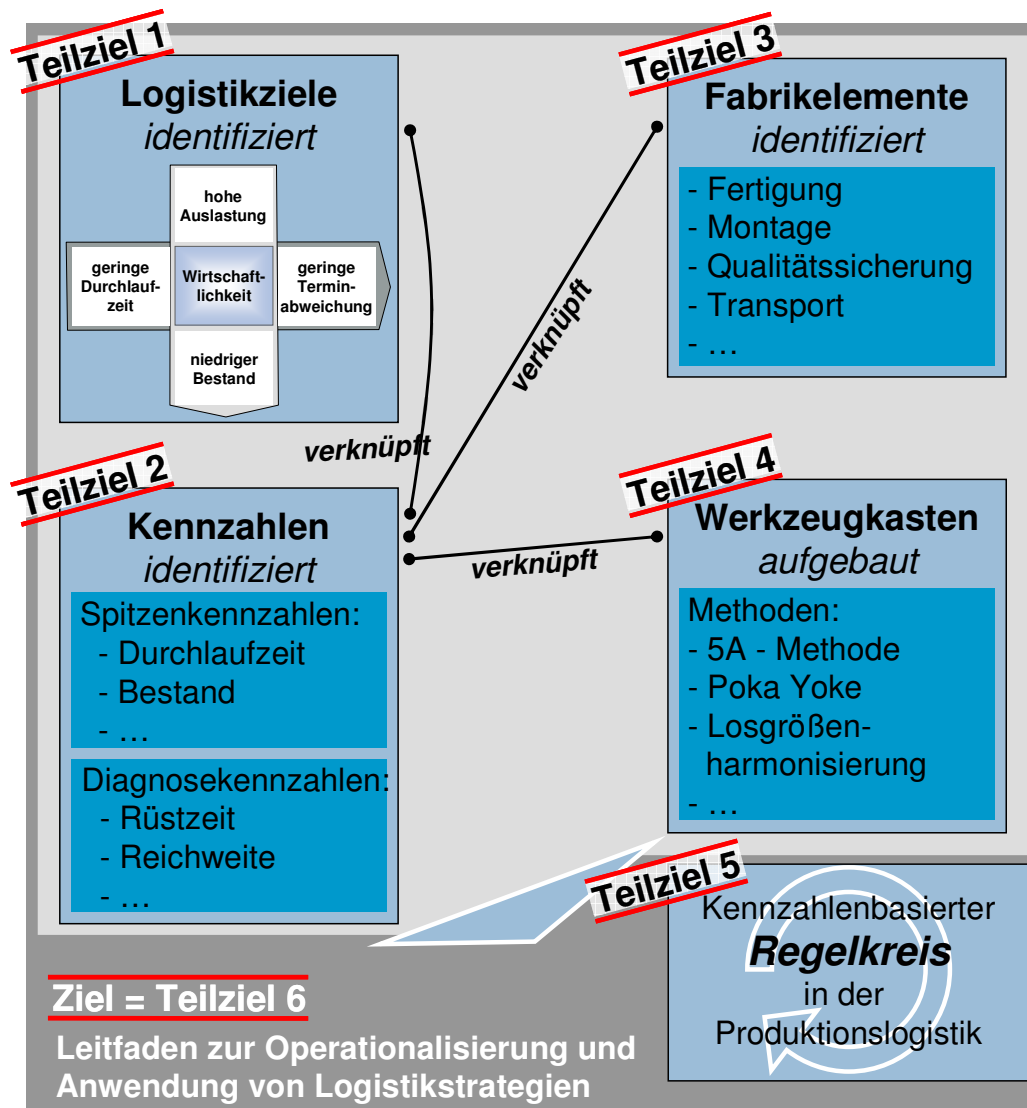 Teilziel 1
Logistikziele
identifiziert
hohe
Auslastung
geringe
Durchlauf-
zeit
Wirtschaft-
lichkeit
geringe
Termin-
abweichung
niedriger
Bestand
Teilziel 3
Fabrikelemente
identifiziert
- Fertigung
- Montage
- Qualitätssicherung
- Transport
- …
verknüpft
verknüpft
verknüpft
Teilziel 2
Kennzahlen
identifiziert
Spitzenkennzahlen:
- Durchlaufzeit
- Bestand
- …
Diagnosekennzahlen:
- Rüstzeit
- Reichweite
- …
Teilziel 4
Werkzeugkasten
aufgebaut
Methoden:
- 5A - Methode
- Poka Yoke
- Losgrößen-
harmonisierung
- …
Teilziel 5
Kennzahlenbasierter
Regelkreis
in der
Produktionslogistik
Ziel = Teilziel 6
Leitfaden zur Operationalisierung und
Anwendung von Logistikstrategien